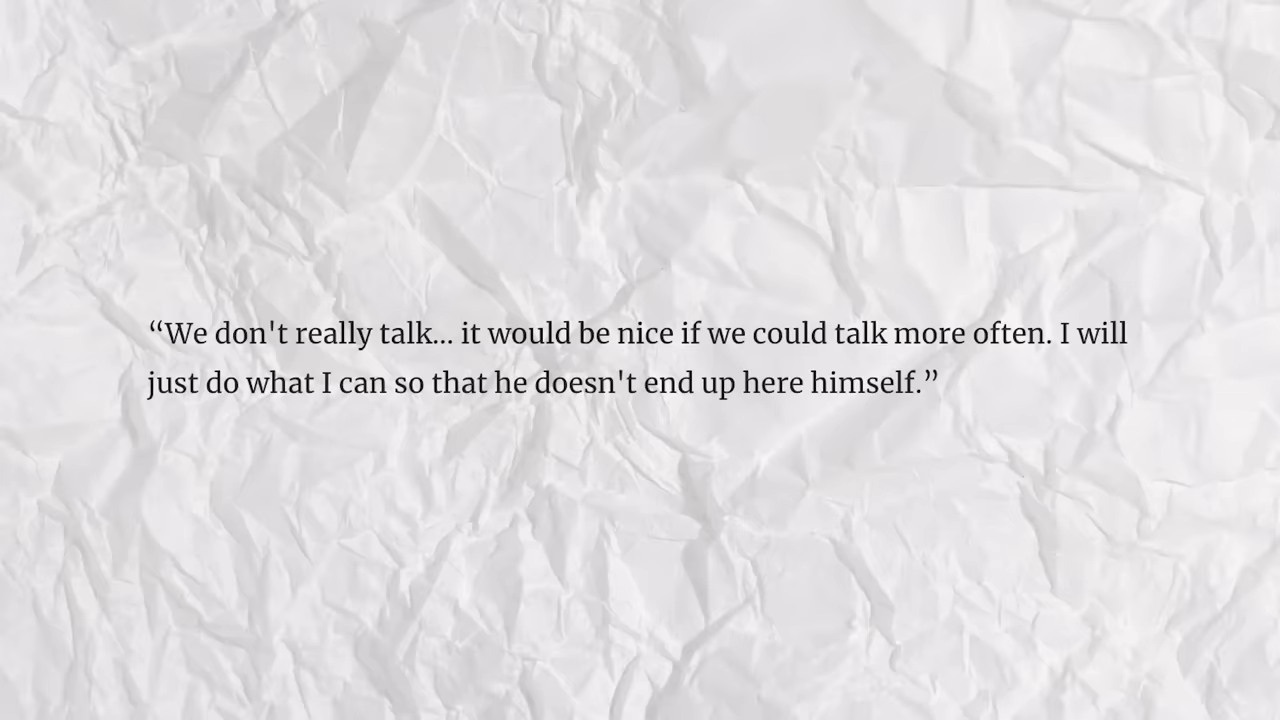 “We don't really talk... it would be nice if we could talk more often. I will
just do what I can so that he doesn't end up here himself.”